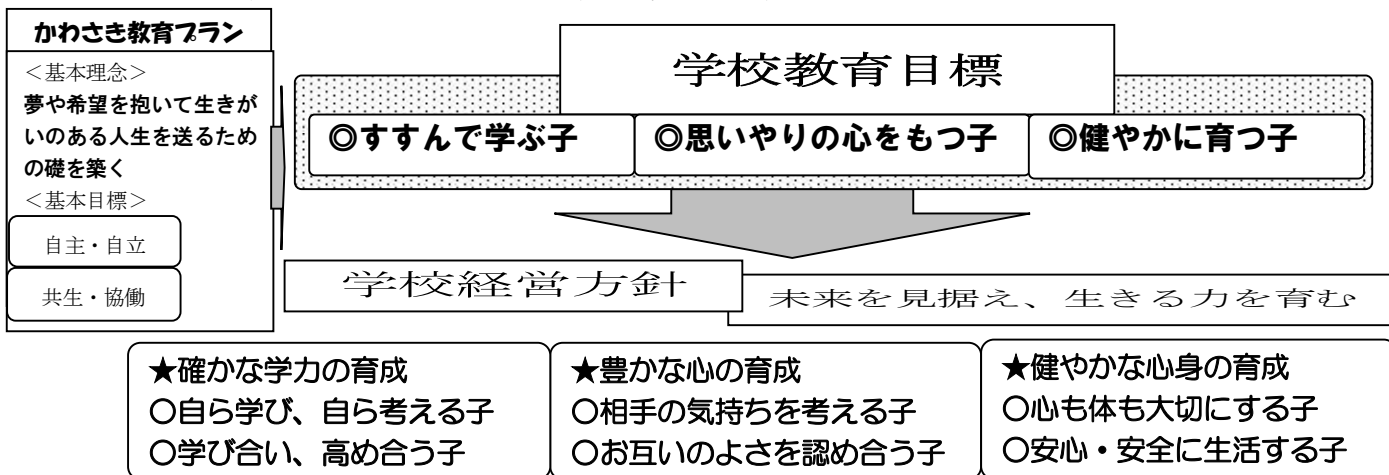 かわさき教育プラン
＜基本理念＞
夢や希望を抱いて生きが
いのある人生を送るため
の礎を築く
＜基本目標＞
自主・自立
共生・協働
学校教育目標
◎すすんで学ぶ子
◎思いやりの心をもつ子
◎健やかに育つ子
学校経営方針
未来を見据え、生きる力を育む
★確かな学力の育成
○自ら学び、自ら考える子
○学び合い、高め合う子
★豊かな心の育成
○相手の気持ちを考える子
○お互いのよさを認め合う子
★健やかな心身の育成
○心も体も大切にする子
○安心・安全に生活する子